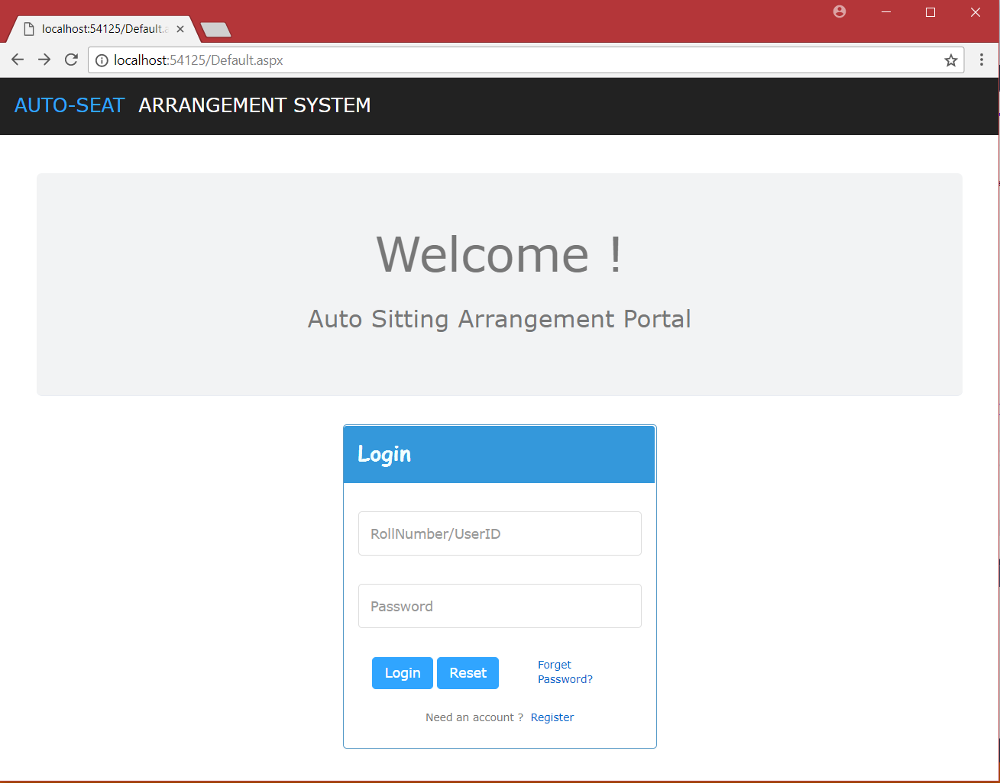 localhost:54125/Default.a
localhost:54125/Default.aspx
AUTO-SEAT ARRANGEMENT SYSTEM
Welcome !
Auto Sitting Arrangement Portal
Login
RollNumber/UserID
Password
Login Reset Forget
Password?
Need an account ? Register